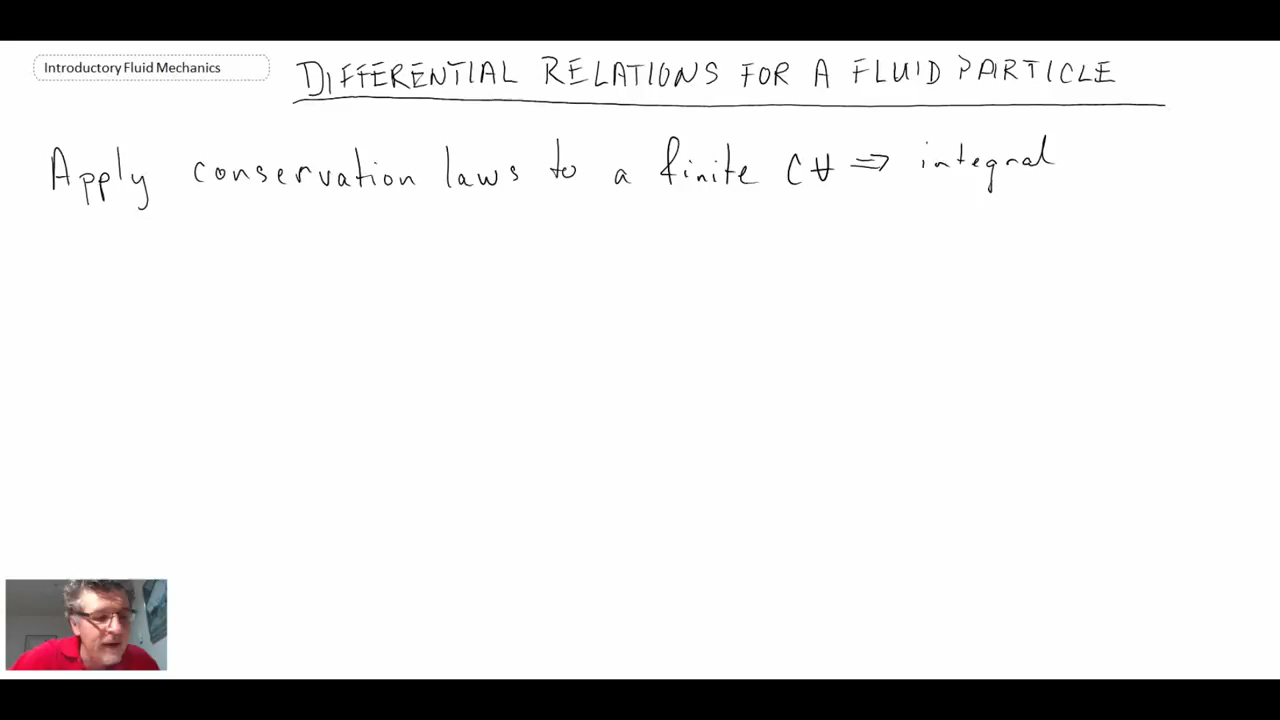 Introductory Fluid Mechanics
DIFFERENTIAL RELATIONS FOR A FLUID PARTICLE
Apply conservation laws to a finite C∀ ⇒ integral